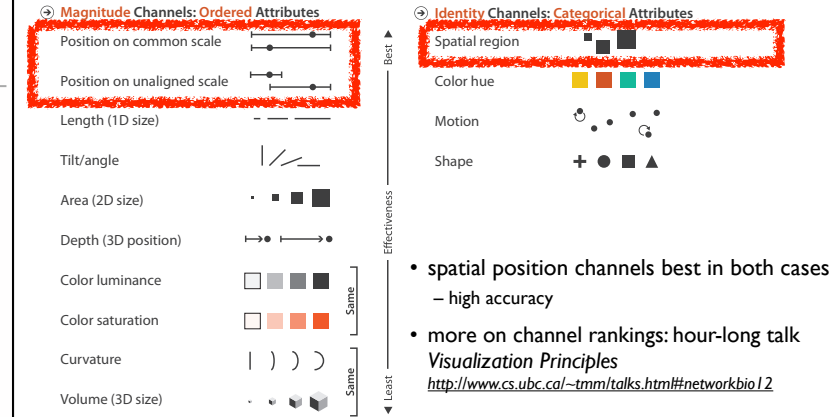 Magnitude Channels: Ordered Attributes
Position on common scale
Position on unaligned scale
Length (1D size)
Tilt/angle
Area (2D size)
Depth (3D position)
Color luminance
Color saturation
Curvature
Volume (3D size)
Same
Same
Best
Effectiveness
Least
Identity Channels: Categorical Attributes
Spatial region
Color hue
Motion
Shape
• spatial position channels best in both cases
– high accuracy
• more on channel rankings: hour-long talk
Visualization Principles
http://www.cs.ubc.ca/~tmm/talks.html#networkbio12